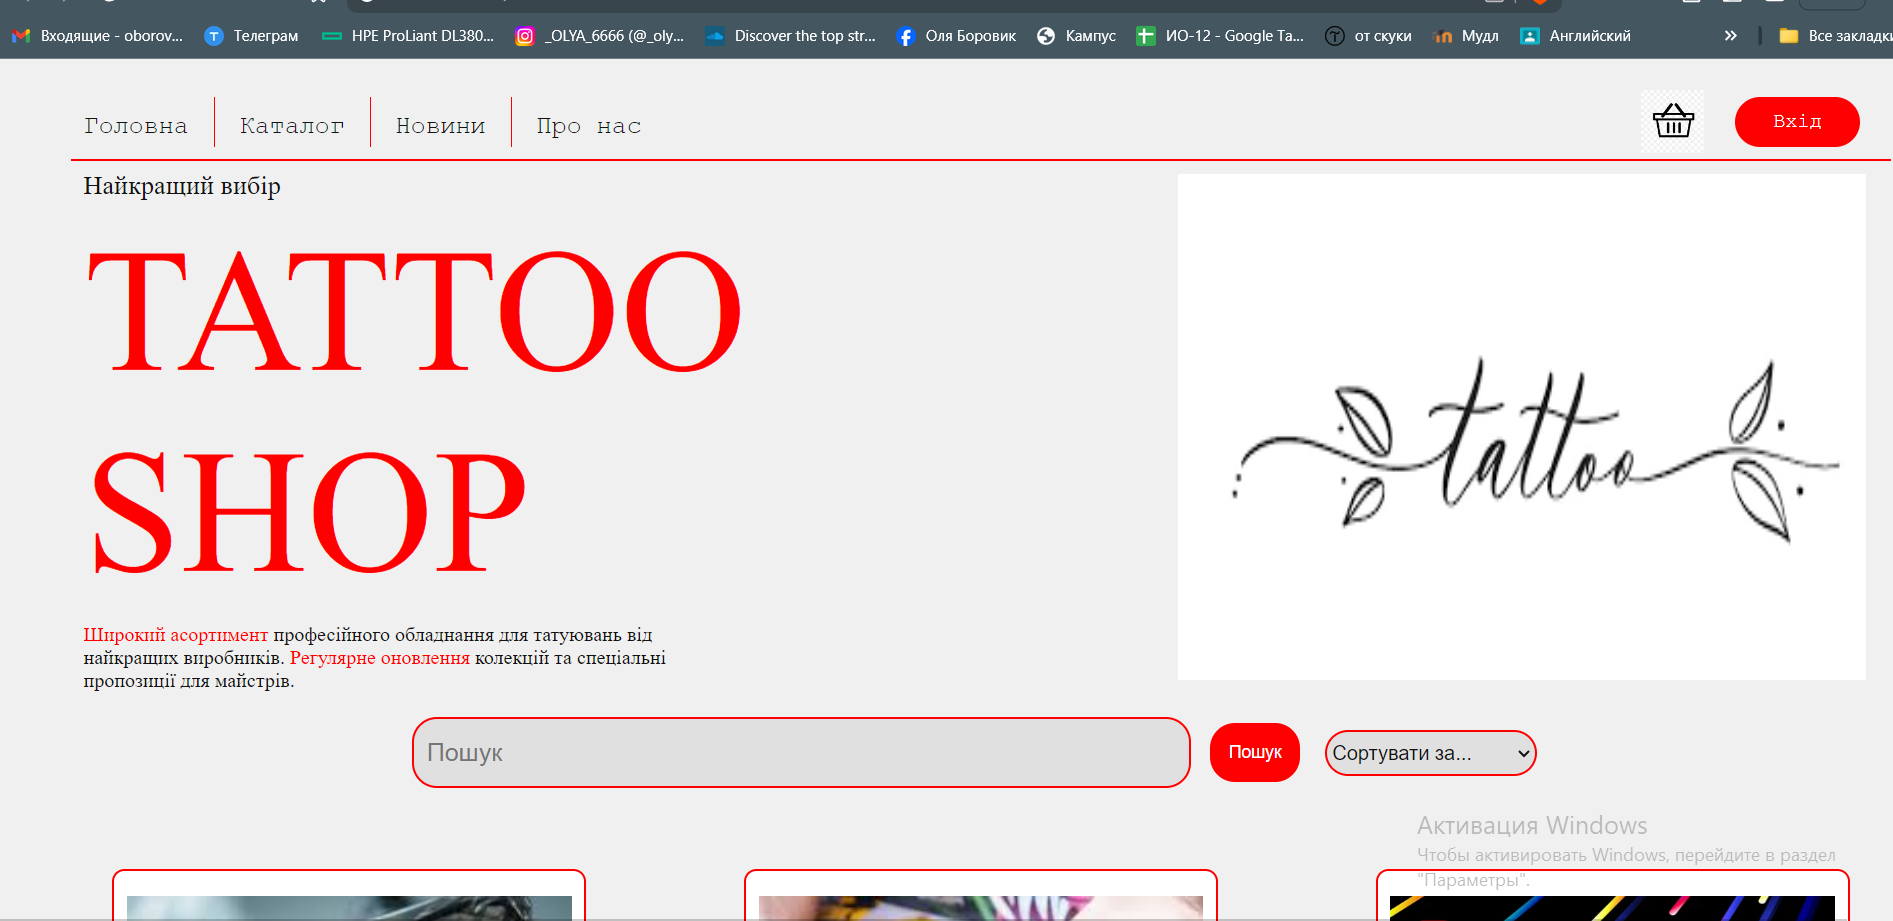 Входящие - oborov... Телеграм HPE ProLiant DL380... _OLYA_6666 (@_oly... Discover the top str... Оля Боровик Кампус ИО-12 - Google Та... от скуки Мудл Английский » Все закладки
Головна Каталог Новини Про нас Вхід
Найкращий вибір
TATTOO
SHOP
tattoo
Широкий асортимент професійного обладнання для татуювань від
найкращих виробників. Регулярне оновлення колекцій та спеціальні
пропозиції для майстрів.
Пошук Пошук Сортувати за...
Активация Windows
Чтобы активировать Windows, перейдите в раздел
"Параметры".